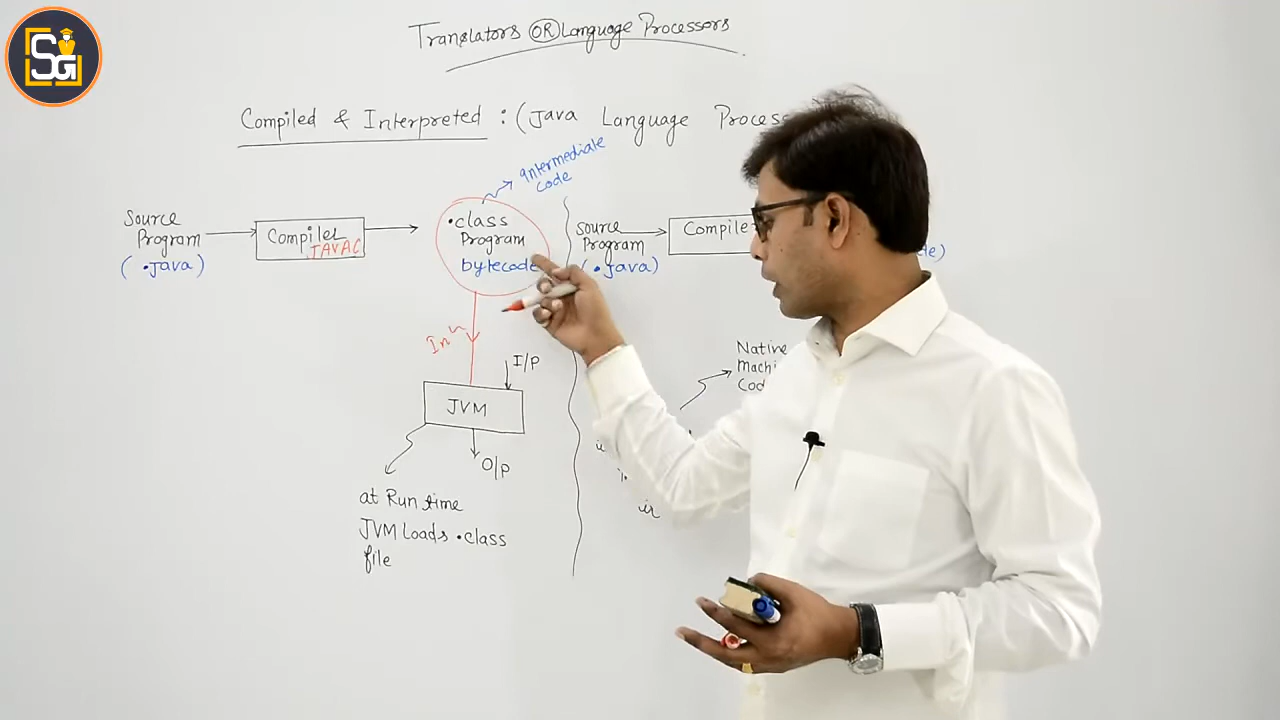 SG
Translators OR Language Processors
Compiled & Interpreted : (Java Language Proces
Intermediate
code
Source
Program
(.Java)
Compiler
JAVAC
.class
Program
bytecode
In
I/P
JVM
O/P
at Run time
JVM Loads .class
file
Source
Program
(.Java)
Compile
de)
Native
Machi
Cod